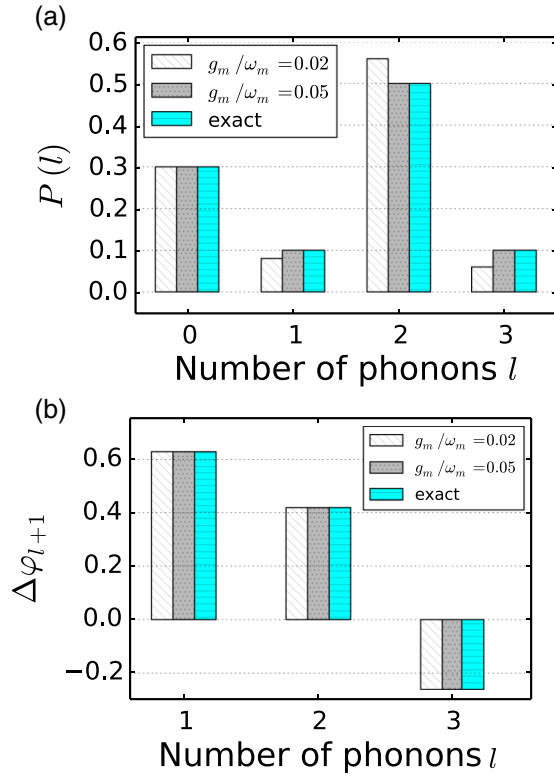 (a)
0.6
0.5
0.4
0.3
0.2
0.1
0.0
P (l)
g_m /ω_m =0.02
g_m /ω_m =0.05
exact
0 1 2 3
Number of phonons l
(b)
0.6
0.4
0.2
0.0
−0.2
Δφ_{l+1}
g_m /ω_m =0.02
g_m /ω_m =0.05
exact
1 2 3
Number of phonons l